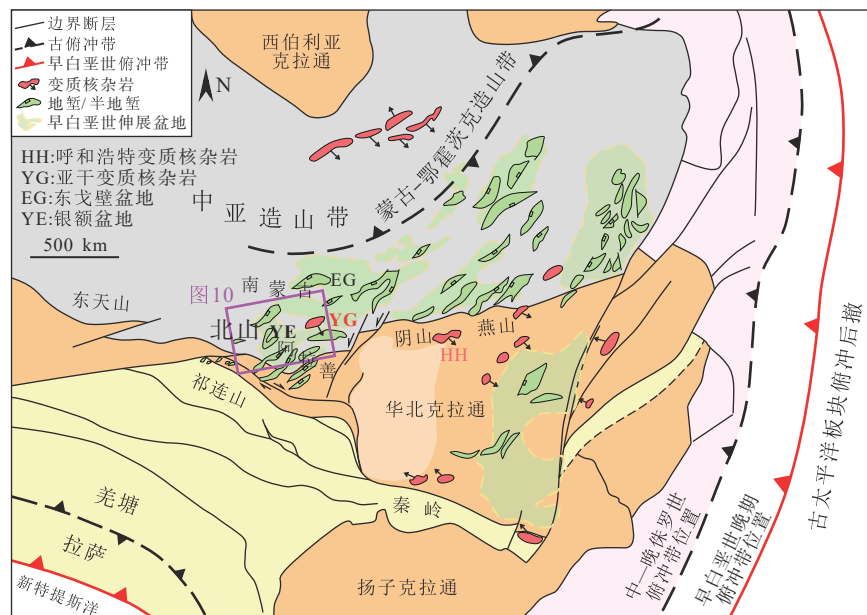 边界断层
古俯冲带
早白垩世俯冲带
变质核杂岩
地堑/半地堑
早白垩世伸展盆地
HH:呼和浩特变质核杂岩
YG:亚干变质核杂岩
EG:东戈壁盆地
YE:银额盆地
500 km
N
西伯利亚
克拉通
蒙古-鄂霍茨克造山带
中亚造山带
南蒙古
EG
图10
东天山
北山
YE
YG
阿拉善
阴山
燕山
HH
祁连山
华北克拉通
羌塘
拉萨
秦岭
新特提斯洋
扬子克拉通
中—晚侏罗世
俯冲带位置
早白垩世晚期
俯冲带位置
古太平洋板块俯冲后撤